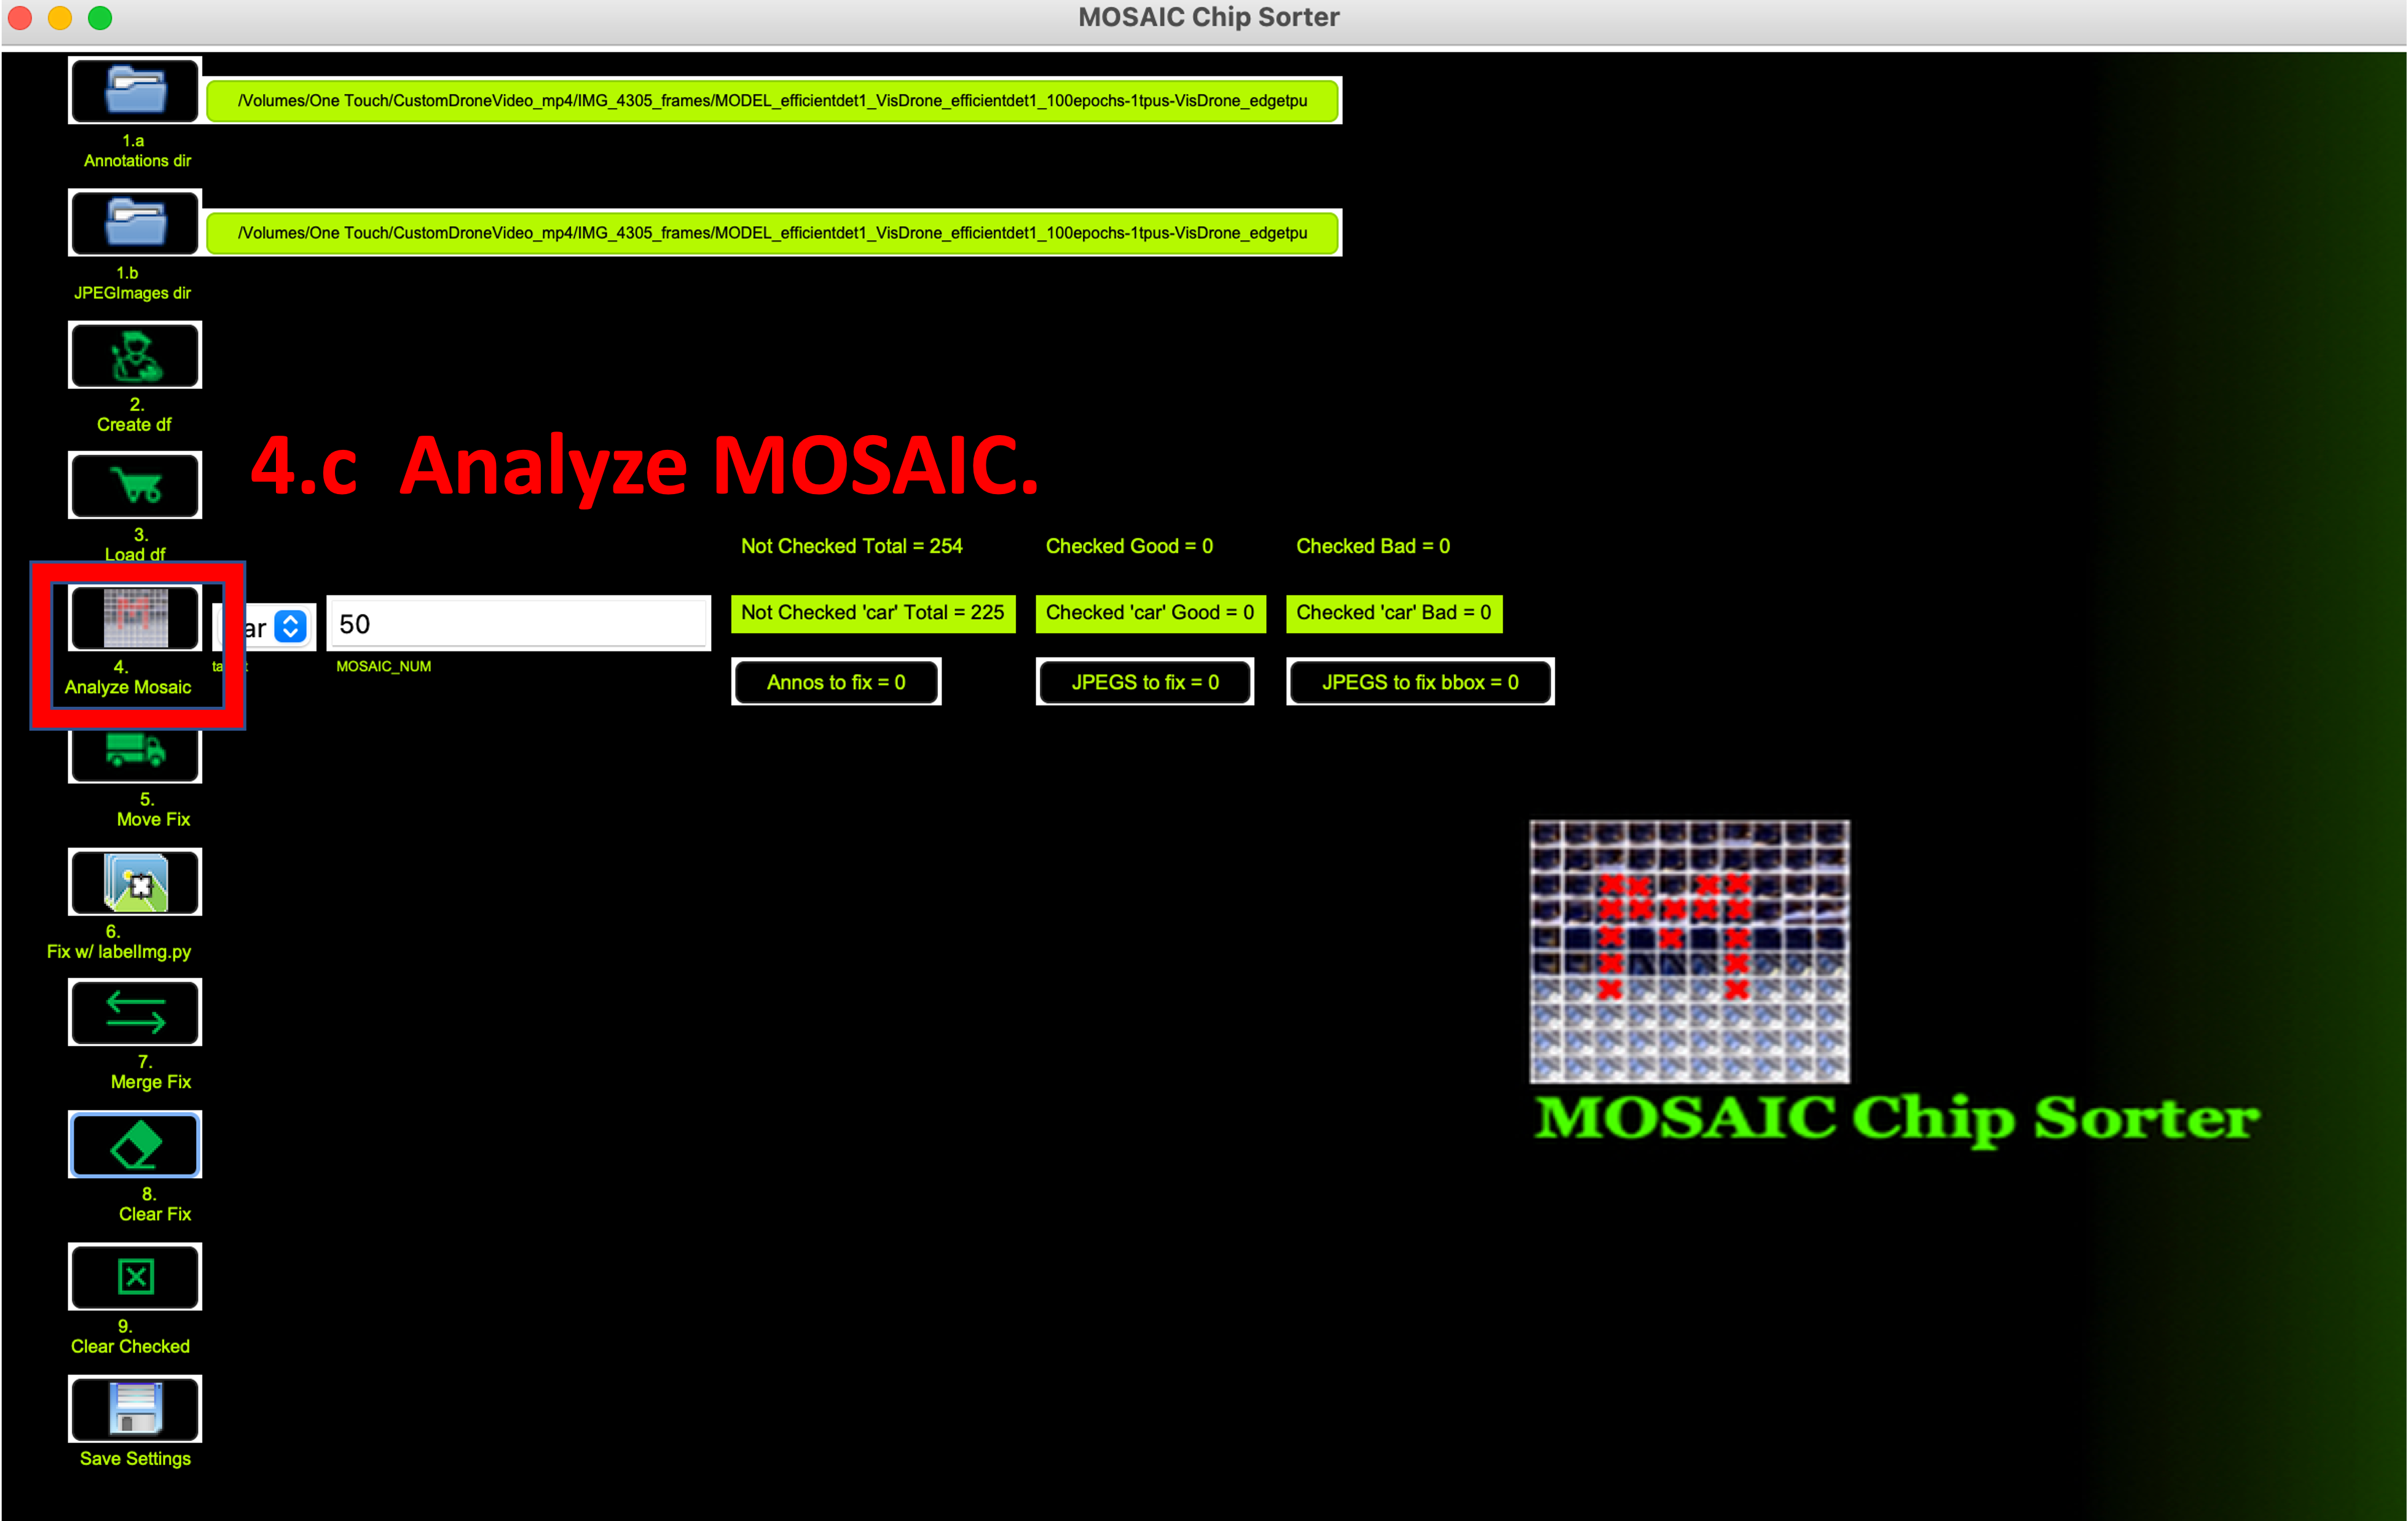 MOSAIC Chip Sorter
/Volumes/One Touch/CustomDroneVideo_mp4/IMG_4305_frames/MODEL_efficientdet1_VisDrone_efficientdet1_100epochs-1tpus-VisDrone_edgetpu
1.a
Annotations dir
/Volumes/One Touch/CustomDroneVideo_mp4/IMG_4305_frames/MODEL_efficientdet1_VisDrone_efficientdet1_100epochs-1tpus-VisDrone_edgetpu
1.b
JPEGImages dir
2.
Create df
4.c Analyze MOSAIC.
3.
Load df
Not Checked Total = 254
Checked Good = 0
Checked Bad = 0
M
ar
50
Not Checked 'car' Total = 225
Checked 'car' Good = 0
Checked 'car' Bad = 0
4.
Analyze Mosaic
MOSAIC_NUM
Annos to fix = 0
JPEGS to fix = 0
JPEGS to fix bbox = 0
5.
Move Fix
6.
Fix w/ labelImg.py
7.
Merge Fix
MOSAIC Chip Sorter
8.
Clear Fix
9.
Clear Checked
Save Settings